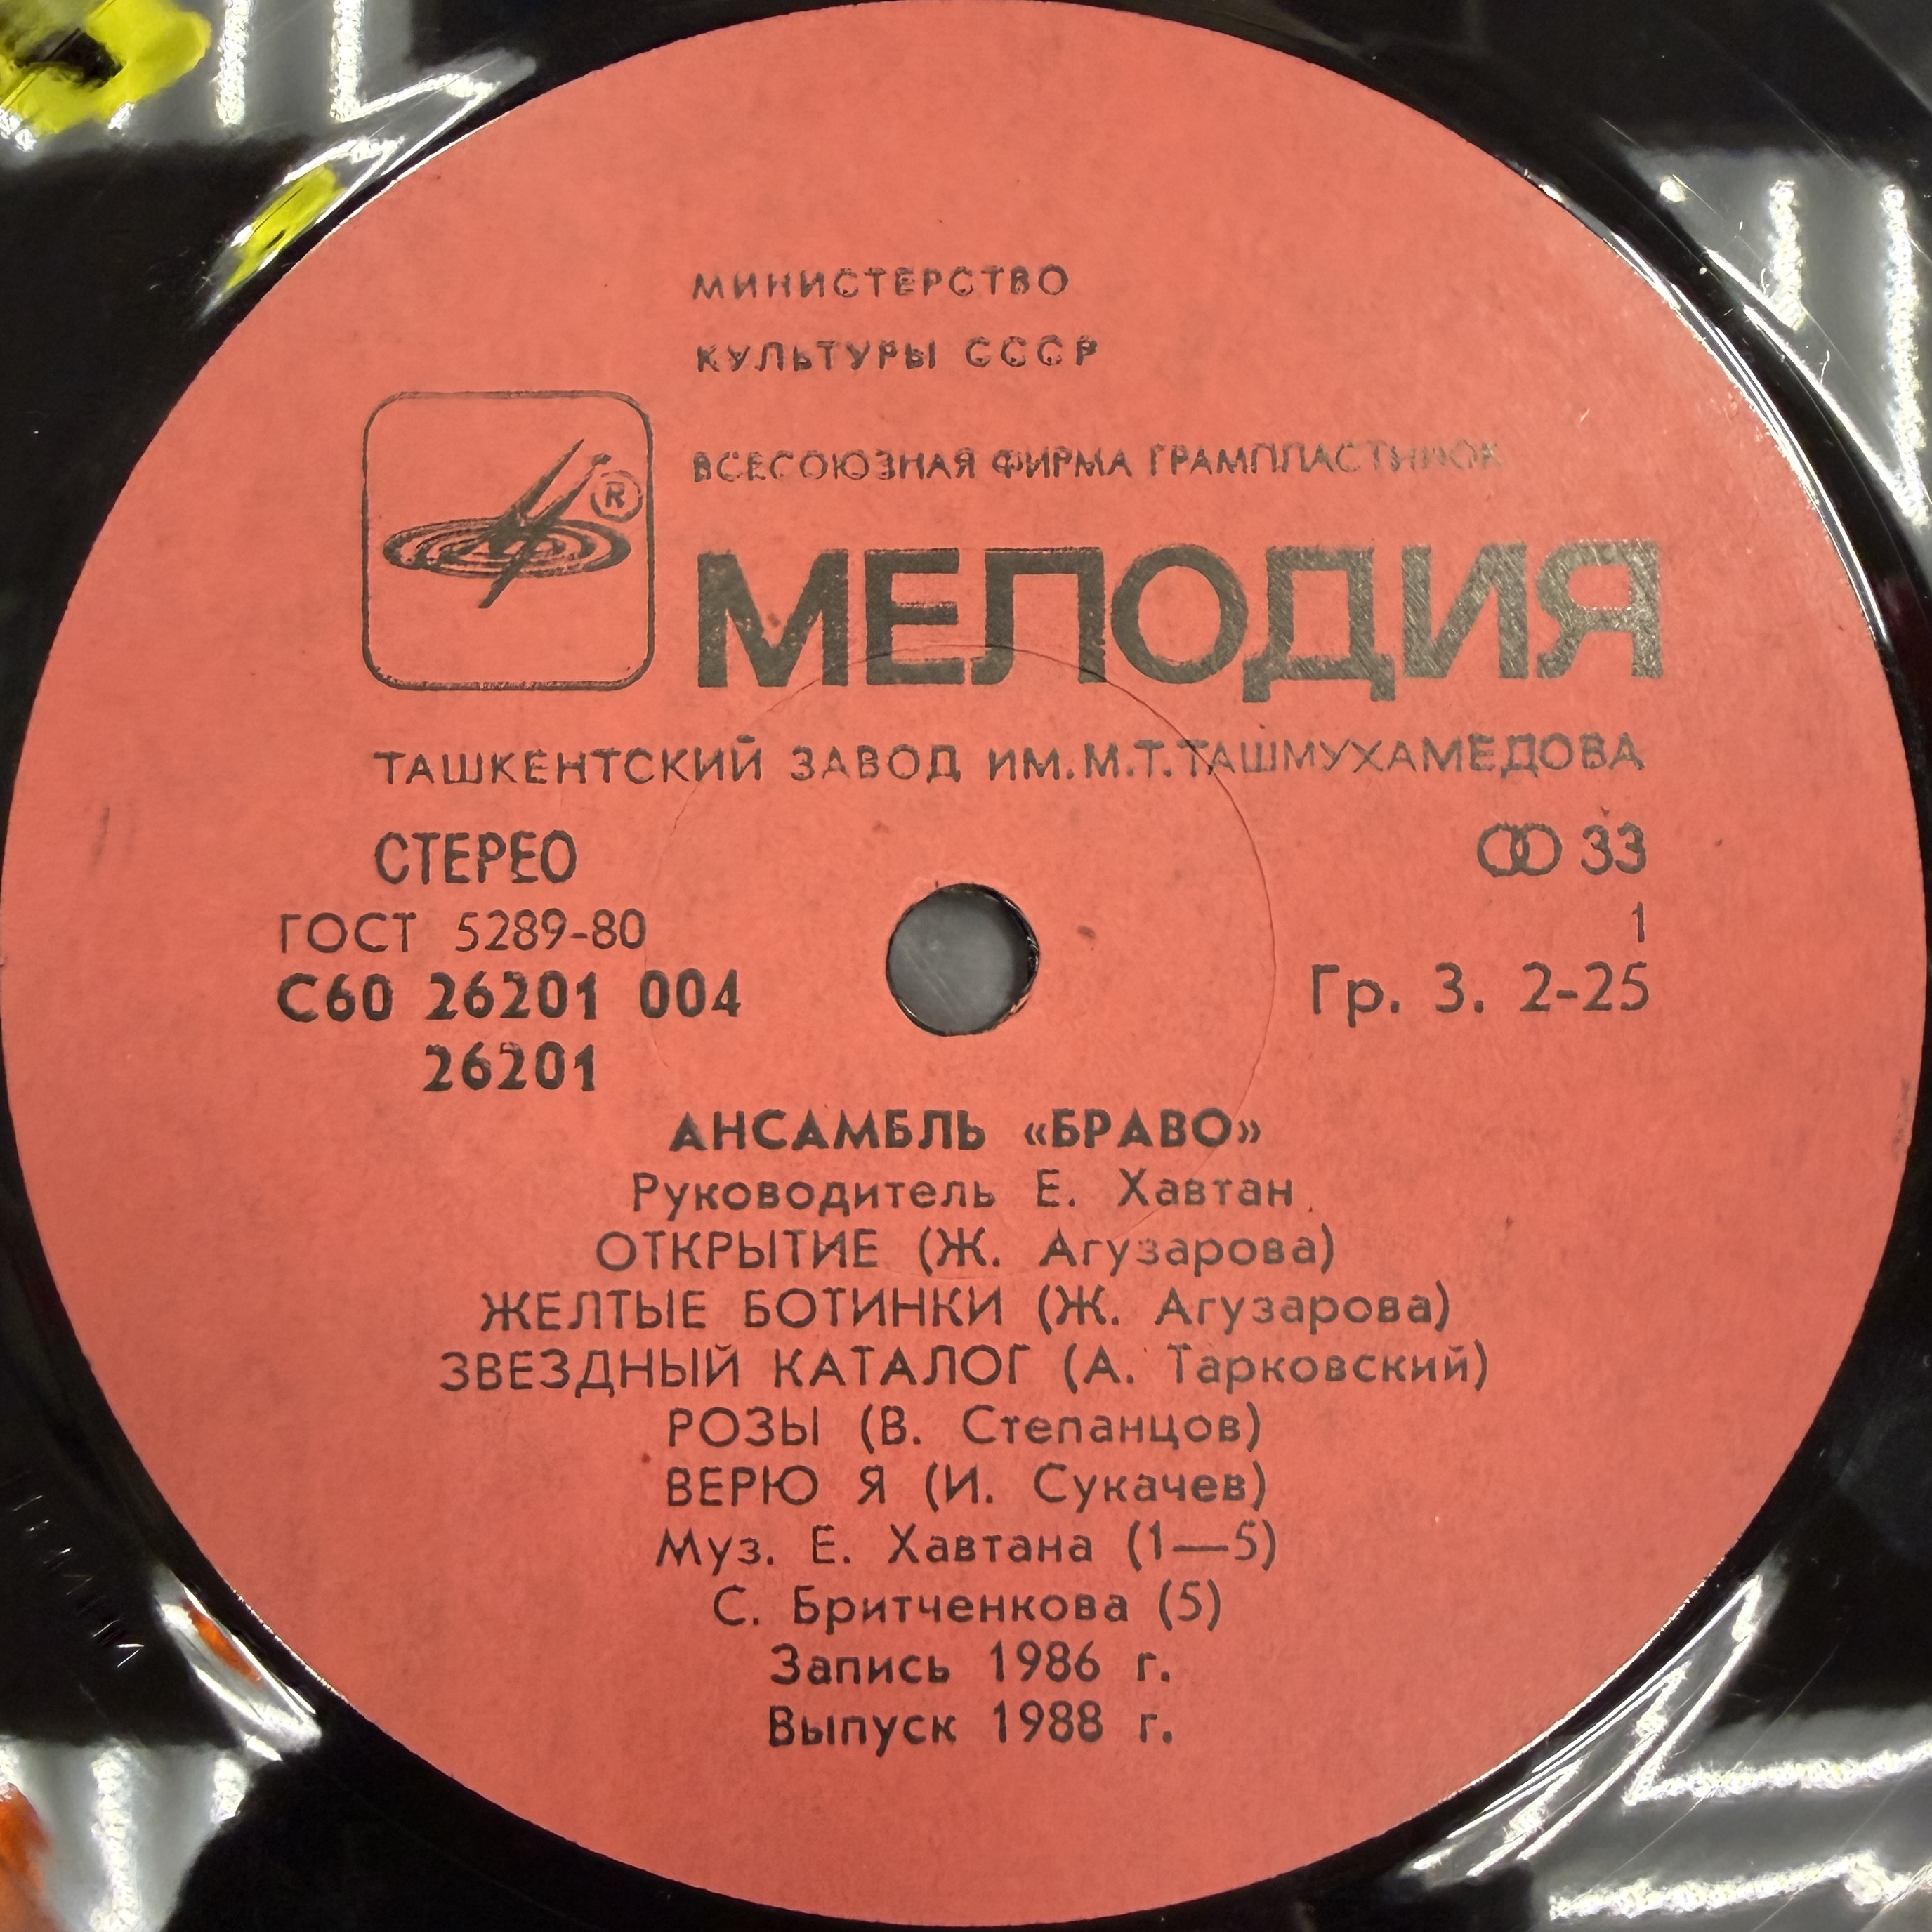 МИНИСТЕРСТВО
КУЛЬТУРЫ СССР
ВСЕСОЮЗНАЯ ФИРМА ГРАМПЛАСТИНОК
®
МЕЛОДИЯ
ТАШКЕНТСКИЙ ЗАВОД ИМ.М.Т.ТАШМУХАМЕДОВА
СТЕРЕО 33
ГОСТ 5289-80 1
С60 26201 004 Гр. 3. 2-25
26201
АНСАМБЛЬ «БРАВО»
Руководитель Е. Хавтан
ОТКРЫТИЕ (Ж. Агузарова)
ЖЕЛТЫЕ БОТИНКИ (Ж. Агузарова)
ЗВЕЗДНЫЙ КАТАЛОГ (А. Тарковский)
РОЗЫ (В. Степанцов)
ВЕРЮ Я (И. Сукачев)
Муз. Е. Хавтана (1—5)
С. Бритченкова (5)
Запись 1986 г.
Выпуск 1988 г.